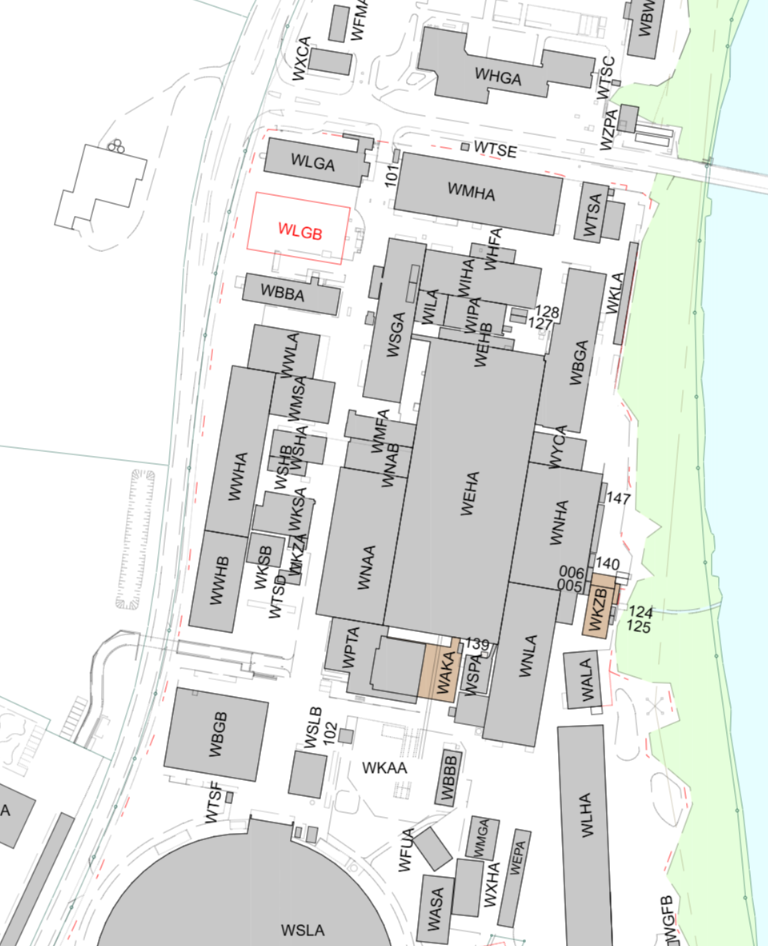 WFMA
WBW
WXCA
WHGA
WTSC
WZPA
WTSE
WLGA
101
WMHA
WTSA
WLGB
WHFA
WIHA
WKLA
WBBA
WILA
WIPA
128
127
WSGA
WEHB
WWLA
WBGA
WMSA
WMFA
WSHA
WSHB
WNAB
WYCA
WWHA
WEHA
147
WKSA
WNHA
WKZA
WKSB
WNAA
140
006
005
WWHB
WTSD
WKZB
124
125
WPTA
139
WNLA
WAKA
WSPA
WALA
WBGB
WSLB
102
WKAA
WBBB
WTSF
A
WLHA
WFUA
WMGA
WEPA
WXHA
WASA
WSLA
WGFB